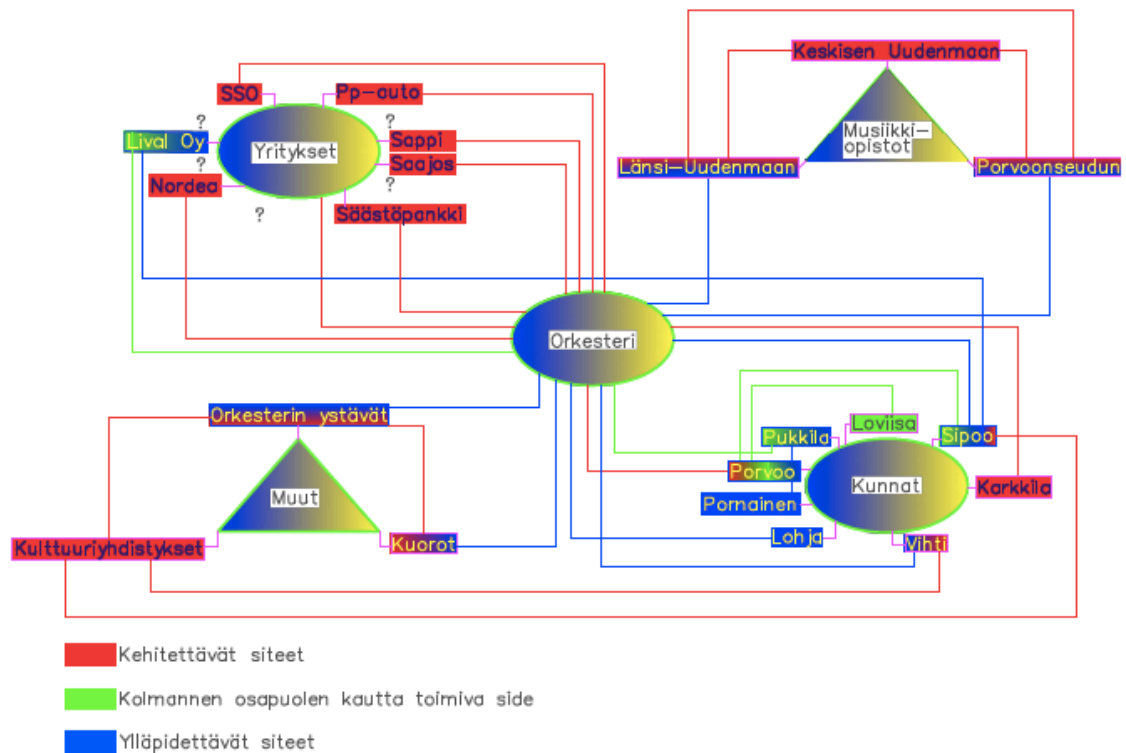 Keskisen Uudenmaan
SSO
Pp-auto
?
?
Lival Oy
Yritykset
Sappi
Musiikki-
opistot
?
Saajos
Länsi-Uudenmaan
Porvoonseudun
Nordea
?
?
Säästöpankki
Orkesteri
Orkesterin ystävät
Loviisa
Pukkila
Sipoo
Porvoo
Muut
Kunnat
Karkkila
Pornainen
Lohja
Kulttuuriyhdistykset
Kuorot
Vihti
Kehitettävät siteet
Kolmannen osapuolen kautta toimiva side
Ylläpidettävät siteet